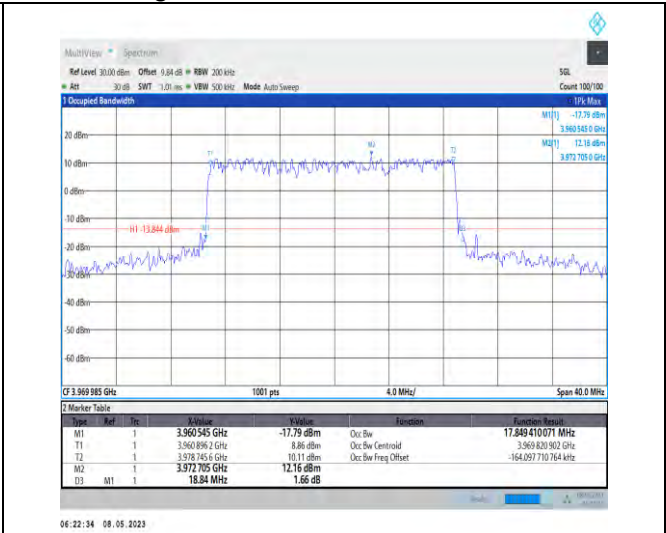 MultiView Spectrum
Ref Level 30.00 dBm Offset 9.84 dB RBW 200 kHz SGL
Att 30 dB SWT 1.01 ms VBW 500 kHz Mode Auto Sweep Count 100/100
1 Occupied Bandwidth 1Pk Max
M1[1] -17.79 dBm
3.960 545 0 GHz
M2[1] 12.16 dBm
3.972 705 0 GHz
20 dBm
M2
T1 T2
10 dBm
0 dBm
-10 dBm
H1 -13.844 dBm M1
-20 dBm
-30 dBm
-40 dBm
-50 dBm
-60 dBm
CF 3.969 985 GHz 1001 pts 4.0 MHz/ Span 40.0 MHz
2 Marker Table
Type Ref Trc X-Value Y-Value Function Function Result
M1 1 3.960 545 GHz -17.79 dBm Occ Bw 17.849 410 071 MHz
T1 1 3.960 896 2 GHz 8.86 dBm Occ Bw Centroid 3.969 820 902 GHz
T2 1 3.978 745 6 GHz 10.11 dBm Occ Bw Freq Offset -164.097 710 764 kHz
M2 1 3.972 705 GHz 12.16 dBm
D3 M1 1 18.84 MHz 1.66 dB
06:22:34 08.05.2023